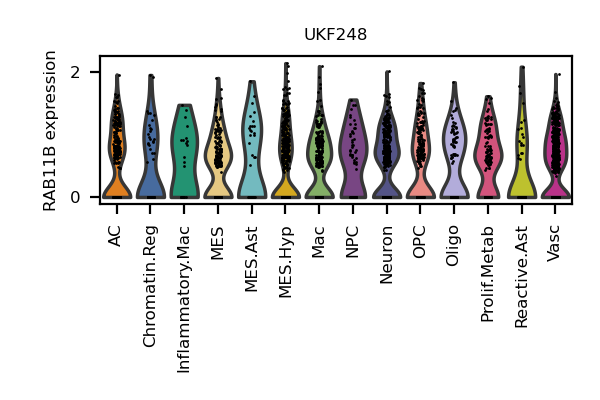 UKF248
RAB11B expression
2
0
AC
Chromatin.Reg
Inflammatory.Mac
MES
MES.Ast
MES.Hyp
Mac
NPC
Neuron
OPC
Oligo
Prolif.Metab
Reactive.Ast
Vasc